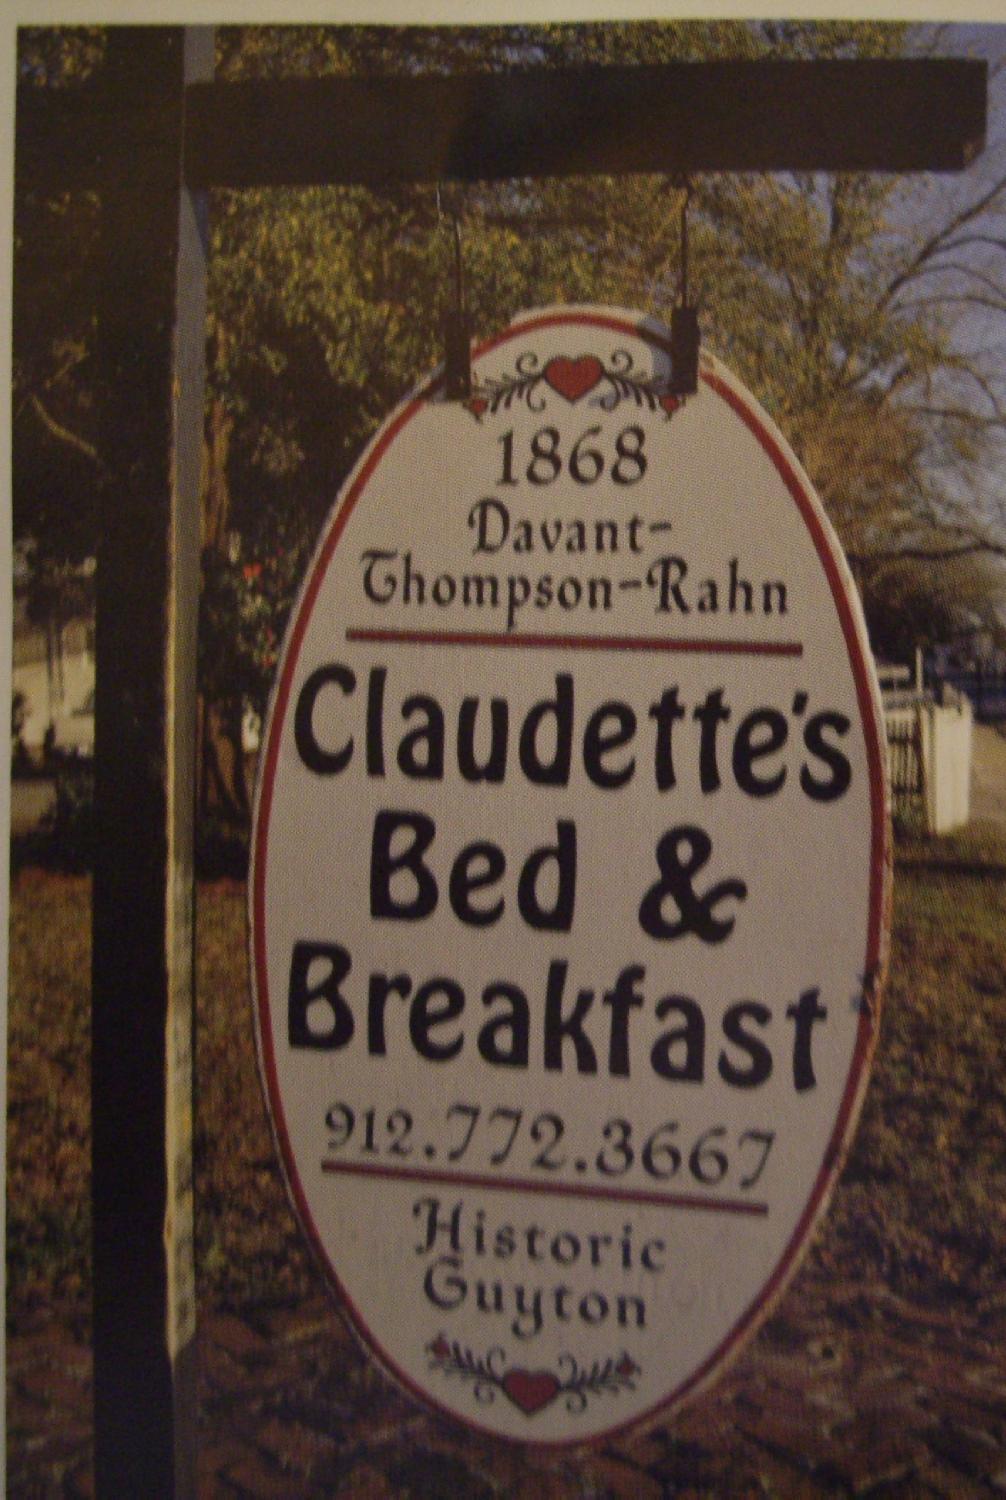 1868
Davant-
Thompson-Rahn
Claudette's
Bed &
Breakfast
912.772.3667
Historic
Guyton